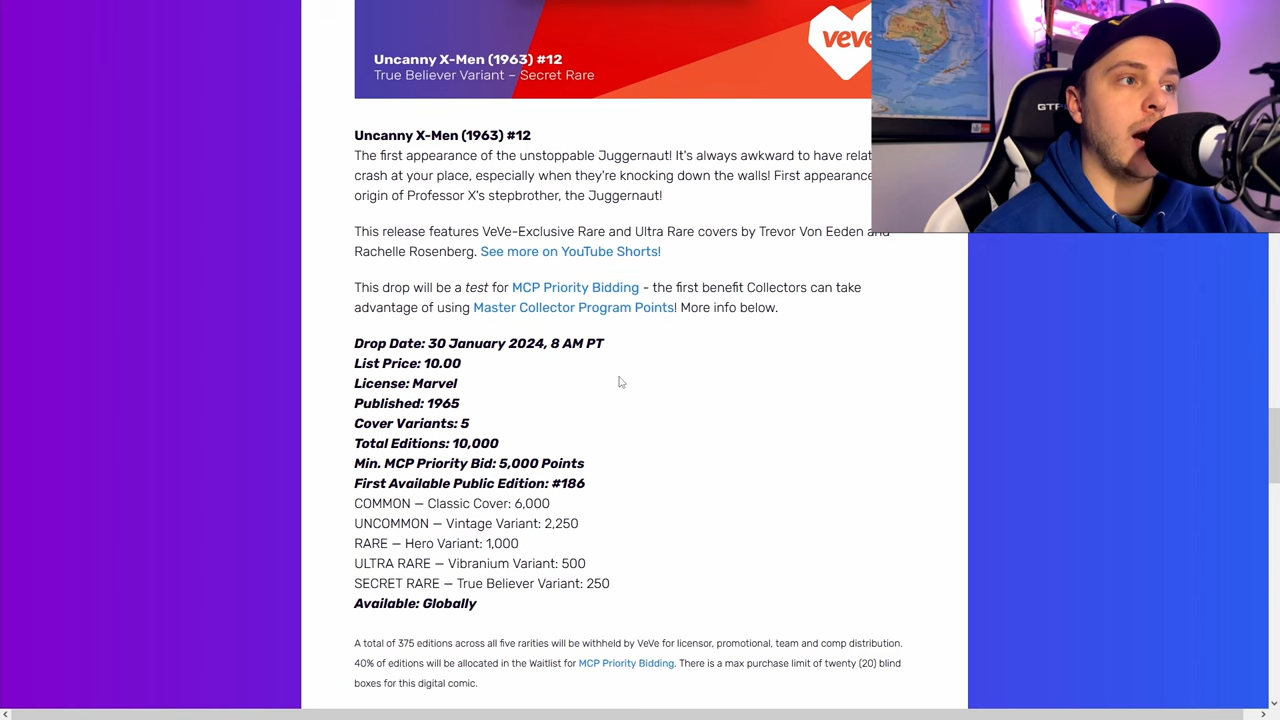 Uncanny X-Men (1963) #12
True Believer Variant – Secret Rare
veve
GTP
Uncanny X-Men (1963) #12
The first appearance of the unstoppable Juggernaut! It's always awkward to have
crash at your place, especially when they're knocking down the walls! First appearance
origin of Professor X's stepbrother, the Juggernaut!
This release features VeVe-Exclusive Rare and Ultra Rare covers by Trevor Von Eeden and
Rachelle Rosenberg. See more on YouTube Shorts!
This drop will be a test for MCP Priority Bidding - the first benefit Collectors can take
advantage of using Master Collector Program Points! More info below.
Drop Date: 30 January 2024, 8 AM PT
List Price: 10.00
License: Marvel
Published: 1965
Cover Variants: 5
Total Editions: 10,000
Min. MCP Priority Bid: 5,000 Points
First Available Public Edition: #186
COMMON — Classic Cover: 6,000
UNCOMMON — Vintage Variant: 2,250
RARE — Hero Variant: 1,000
ULTRA RARE — Vibranium Variant: 500
SECRET RARE — True Believer Variant: 250
Available: Globally
A total of 375 editions across all five rarities will be withheld by VeVe for licensor, promotional, team and comp distribution.
40% of editions will be allocated in the Waitlist for MCP Priority Bidding. There is a max purchase limit of twenty (20) blind
boxes for this digital comic.